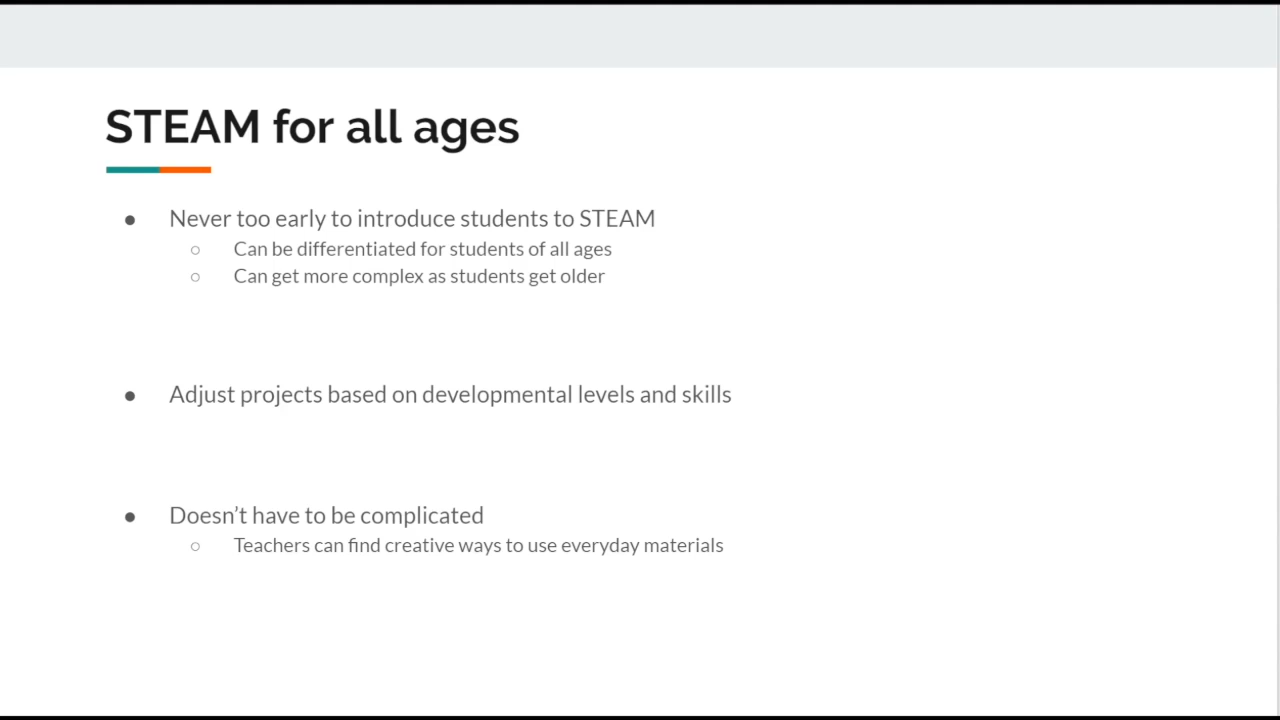 STEAM for all ages
● Never too early to introduce students to STEAM
○ Can be differentiated for students of all ages
○ Can get more complex as students get older
● Adjust projects based on developmental levels and skills
● Doesn’t have to be complicated
○ Teachers can find creative ways to use everyday materials